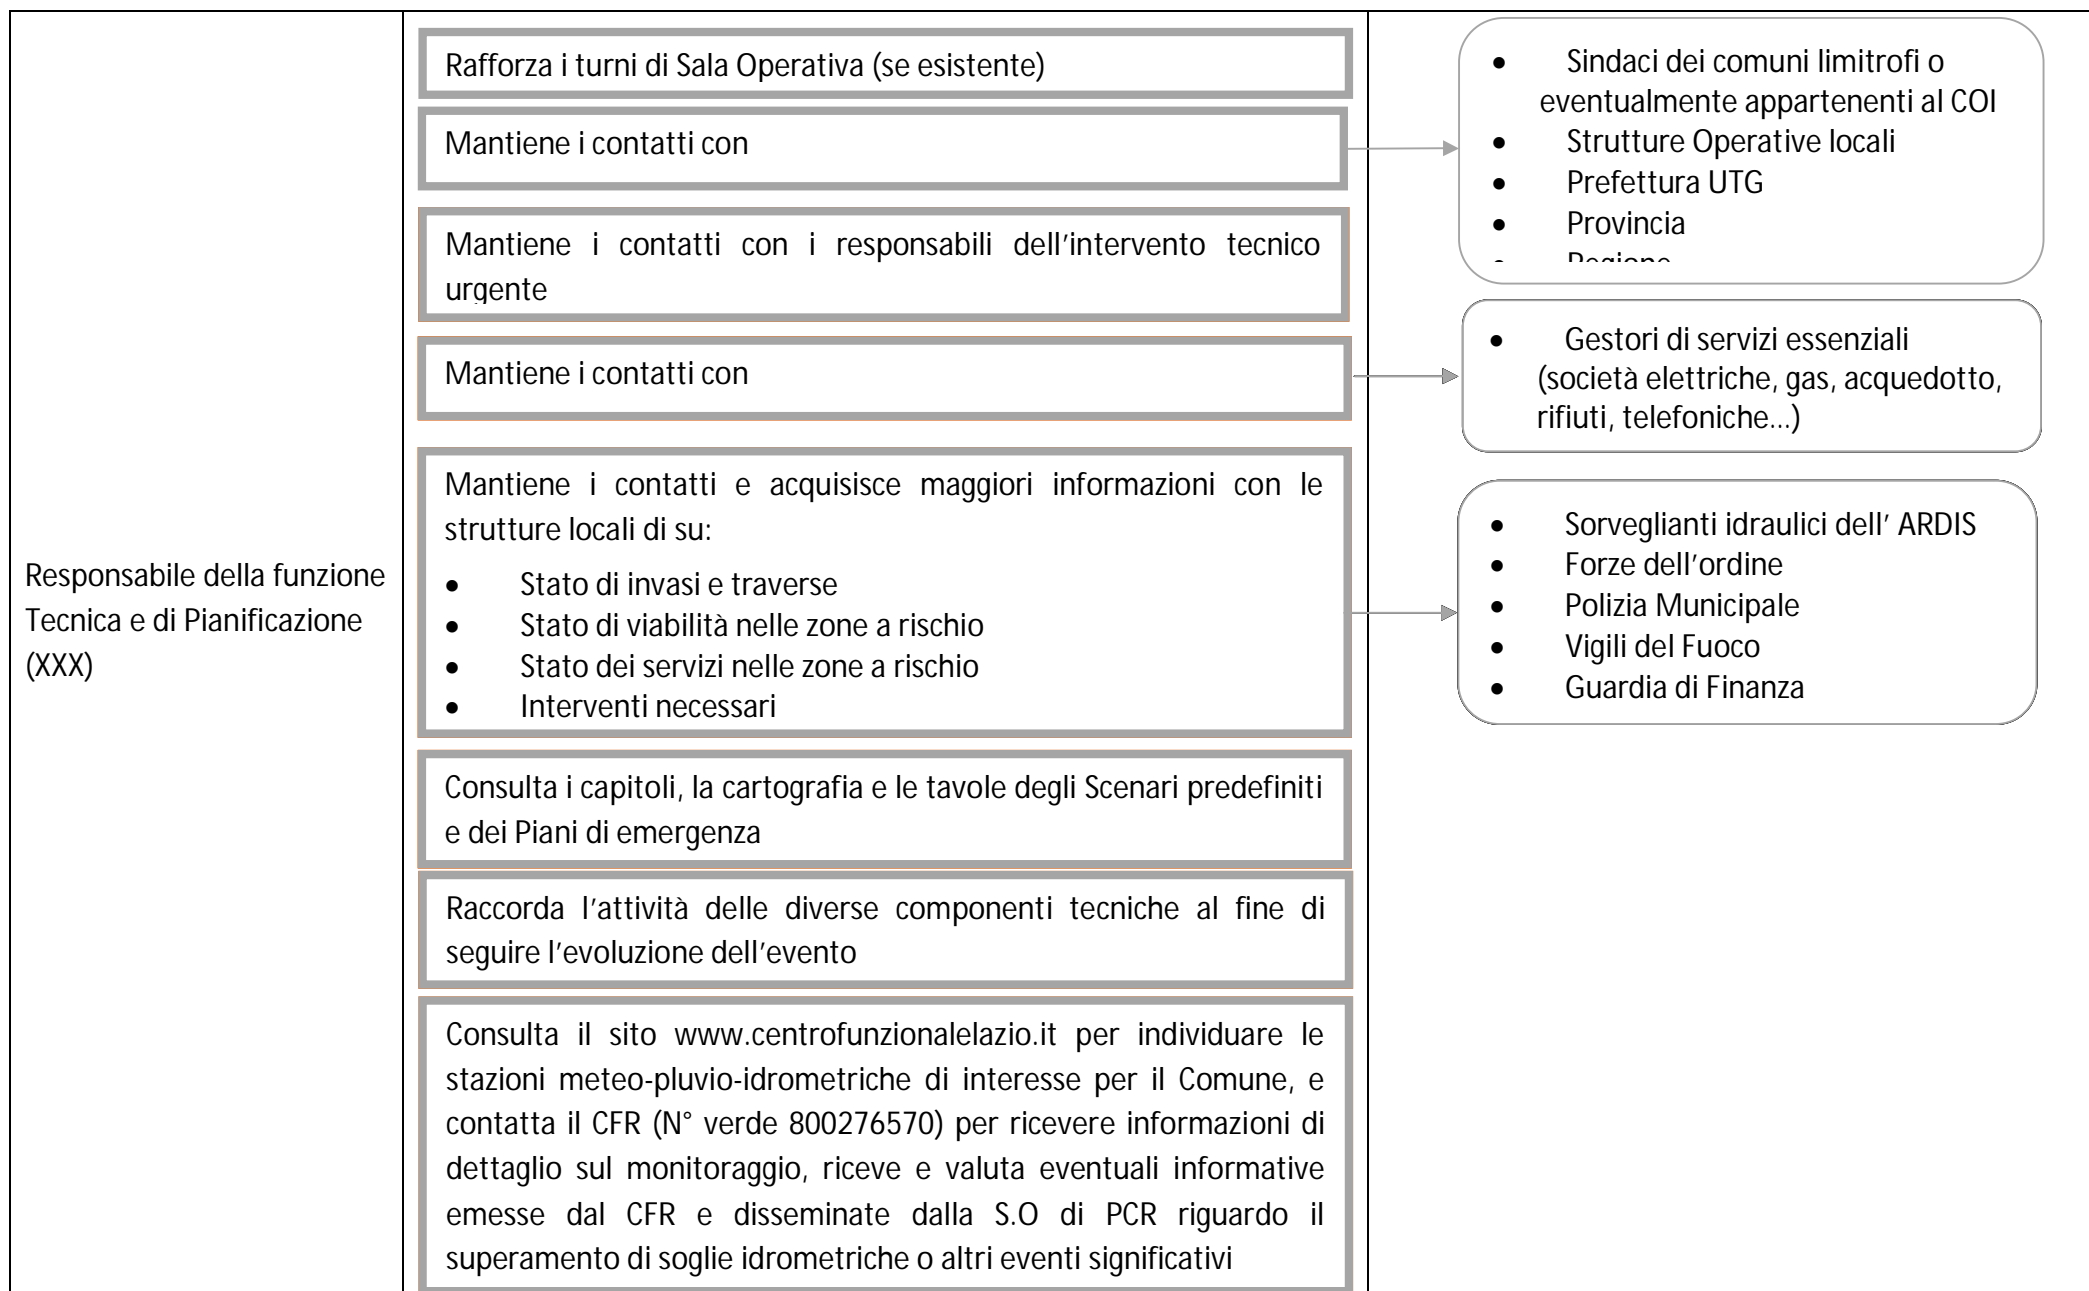 Responsabile della funzione
Tecnica e di Pianificazione
(XXX)
Rafforza i turni di Sala Operativa (se esistente)
Mantiene i contatti con
Mantiene i contatti con i responsabili dell'intervento tecnico
urgente
Mantiene i contatti con
Mantiene i contatti e acquisisce maggiori informazioni con le
strutture locali di su:
• Stato di invasi e traverse
• Stato di viabilità nelle zone a rischio
• Stato dei servizi nelle zone a rischio
• Interventi necessari
Consulta i capitoli, la cartografia e le tavole degli Scenari predefiniti
e dei Piani di emergenza
Raccorda l'attività delle diverse componenti tecniche al fine di
seguire l'evoluzione dell'evento
Consulta il sito www.centrofunzionalelazio.it per individuare le
stazioni meteo-pluvio-idrometriche di interesse per il Comune, e
contatta il CFR (N° verde 800276570) per ricevere informazioni di
dettaglio sul monitoraggio, riceve e valuta eventuali informative
emesse dal CFR e disseminate dalla S.O di PCR riguardo il
superamento di soglie idrometriche o altri eventi significativi
• Sindaci dei comuni limitrofi o
eventualmente appartenenti al COI
• Strutture Operative locali
• Prefettura UTG
• Provincia
• Regione
• Gestori di servizi essenziali
(società elettriche, gas, acquedotto,
rifiuti, telefoniche...)
• Sorveglianti idraulici dell' ARDIS
• Forze dell'ordine
• Polizia Municipale
• Vigili del Fuoco
• Guardia di Finanza